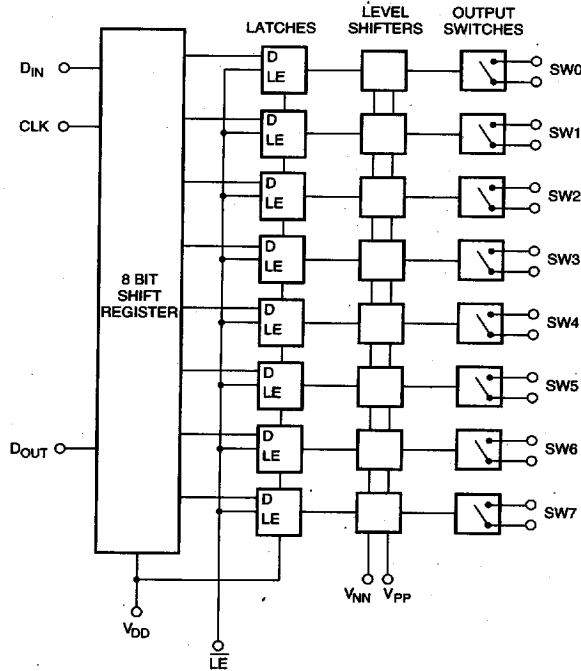 LATCHES
LEVEL
SHIFTERS
OUTPUT
SWITCHES
D_IN
CLK
8 BIT
SHIFT
REGISTER
D_OUT
D
LE
SW0
D
LE
SW1
D
LE
SW2
D
LE
SW3
D
LE
SW4
D
LE
SW5
D
LE
SW6
D
LE
SW7
V_DD
L̅E̅
V_NN
V_PP